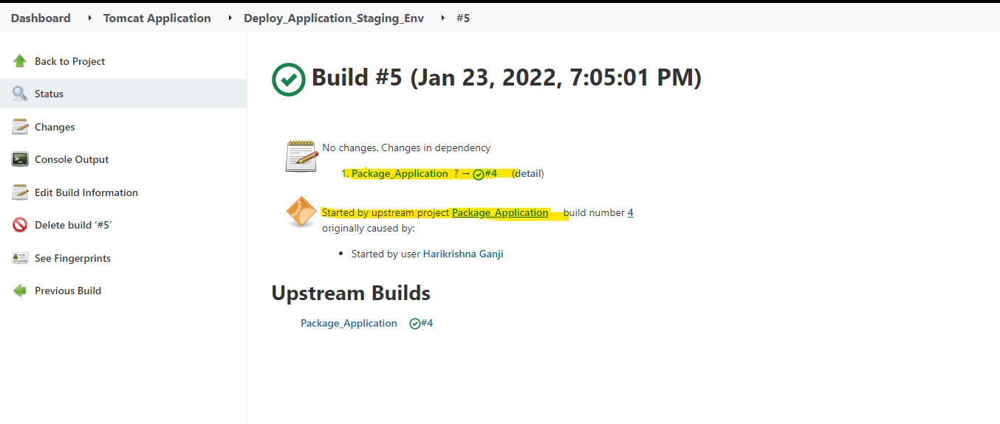 Dashboard Tomcat Application Deploy_Application_Staging_Env #5
Back to Project
Status
Changes
Console Output
Edit Build Information
Delete build ‘#5’
See Fingerprints
Previous Build
Build #5 (Jan 23, 2022, 7:05:01 PM)
No changes. Changes in dependency
1. Package_Application ? → #4 (detail)
Started by upstream project Package_Application build number 4
originally caused by:
• Started by user Harikrishna Ganji
Upstream Builds
Package_Application #4